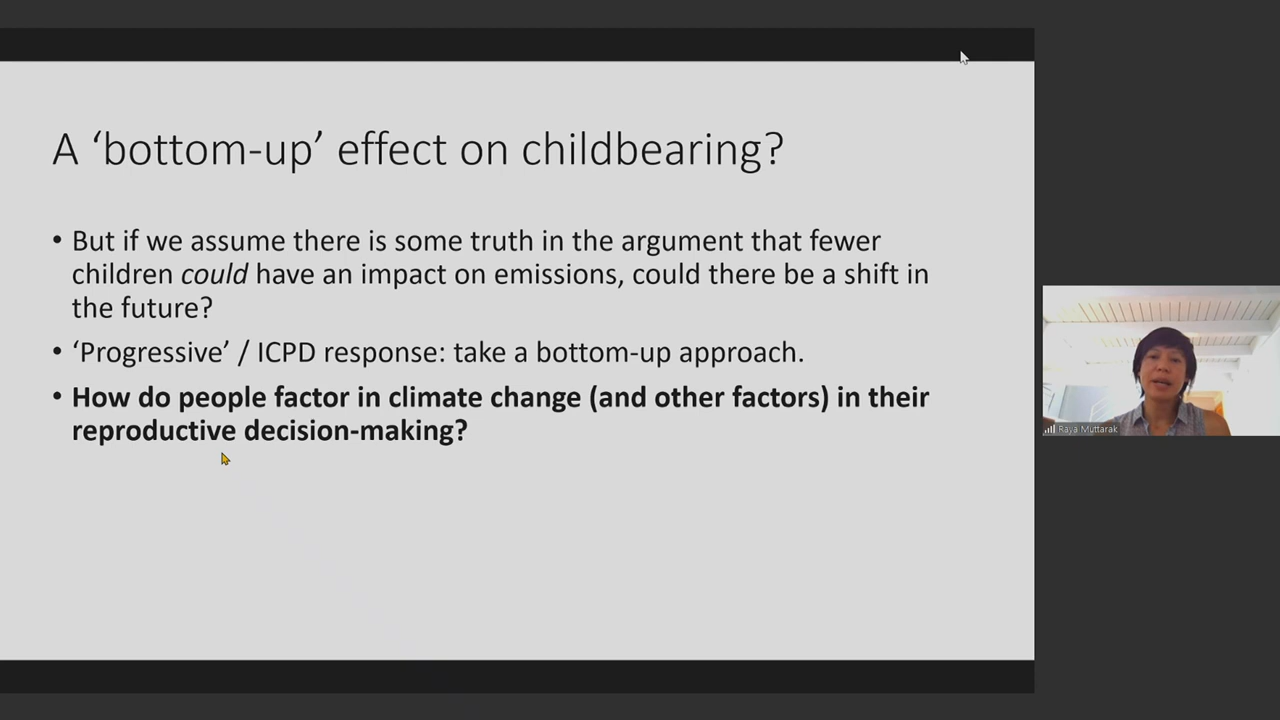 A ‘bottom-up’ effect on childbearing?
• But if we assume there is some truth in the argument that fewer
children could have an impact on emissions, could there be a shift in
the future?
• ‘Progressive’ / ICPD response: take a bottom-up approach.
• How do people factor in climate change (and other factors) in their
reproductive decision-making?
Raya Muttarak